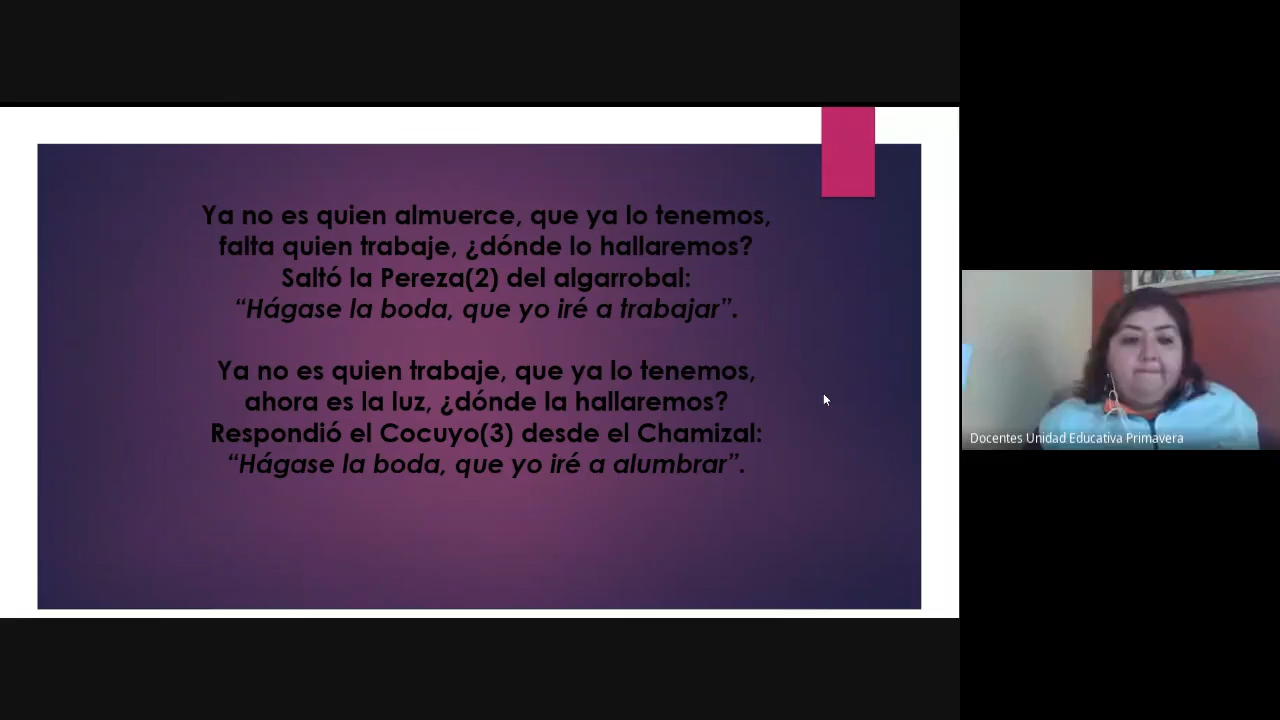 Ya no es quien almuerce, que ya lo tenemos,
falta quien trabaje, ¿dónde lo hallaremos?
Saltó la Pereza(2) del algarrobal:
“Hágase la boda, que yo iré a trabajar”.
Ya no es quien trabaje, que ya lo tenemos,
ahora es la luz, ¿dónde la hallaremos?
Respondió el Cocuyo(3) desde el Chamizal:
“Hágase la boda, que yo iré a alumbrar”.
Docentes Unidad Educativa Primavera